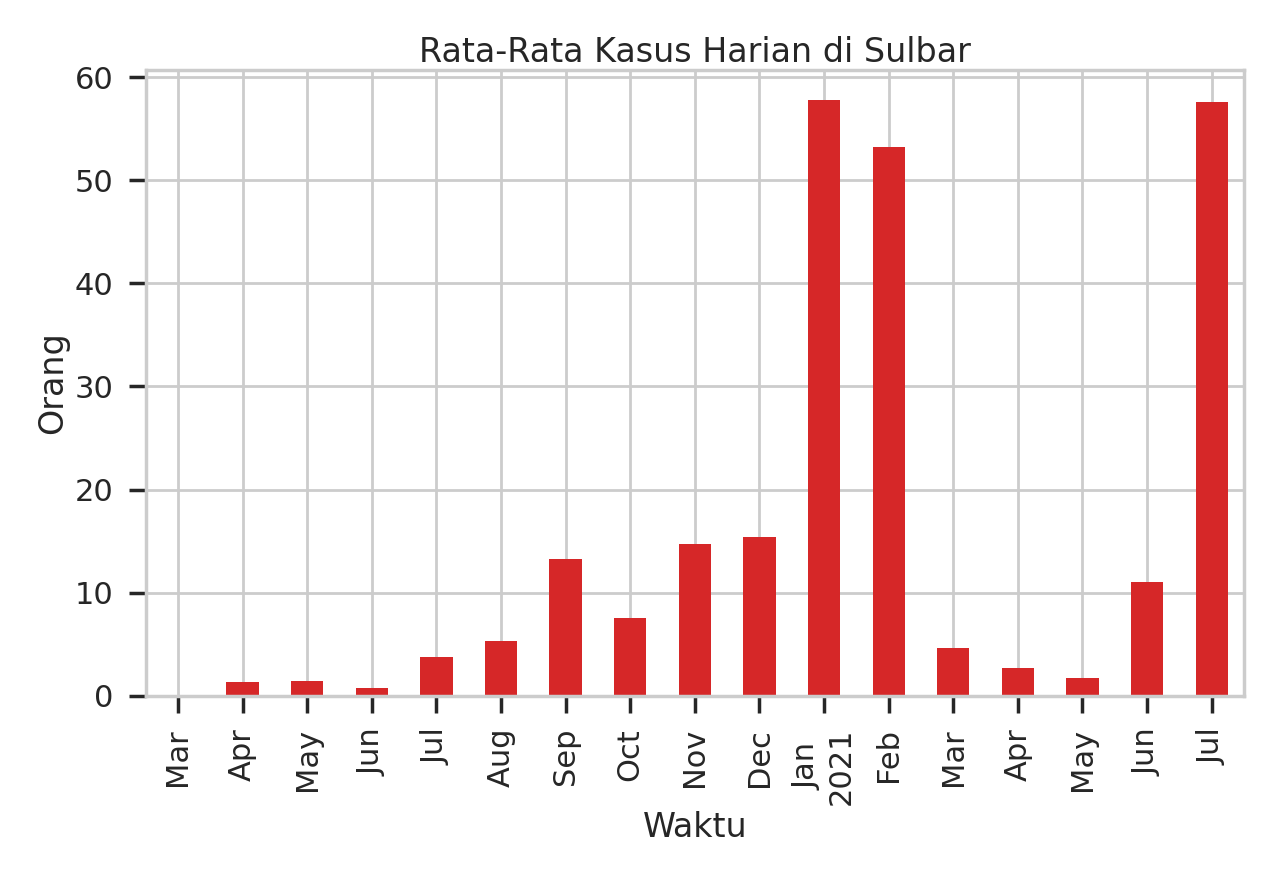 Rata-Rata Kasus Harian di Sulbar
60
50
40
30
20
10
0
Orang
Mar
Apr
May
Jun
Jul
Aug
Sep
Oct
Nov
Dec
Jan
2021
Feb
Mar
Apr
May
Jun
Jul
Waktu